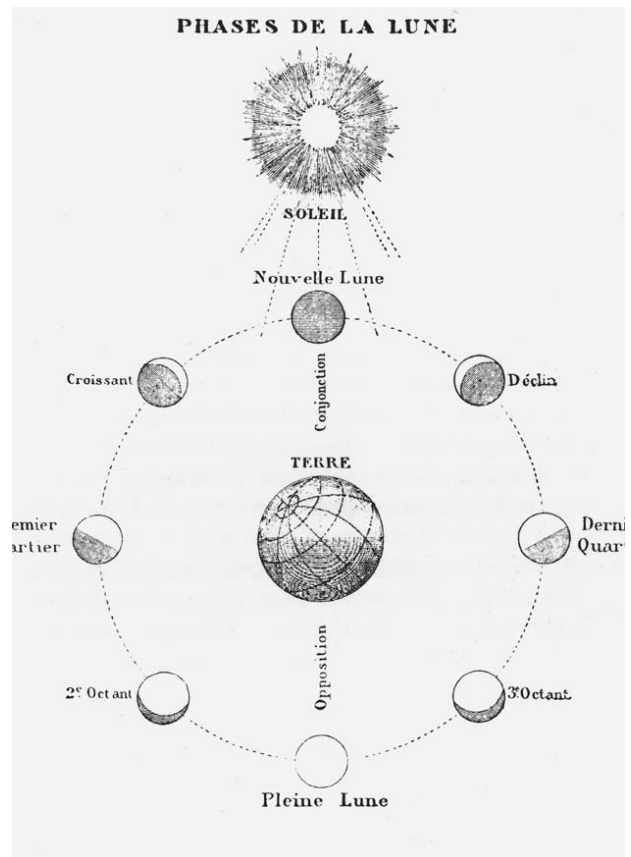 PHASES DE LA LUNE
SOLEIL
Nouvelle Lune
Croissant
Conjonction
Déclin
TERRE
remier
artier
Derni
Quart
Opposition
2e Octant
3e Octant
Pleine Lune